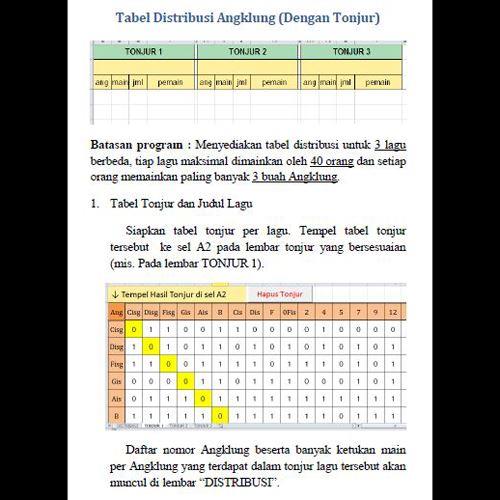 Tabel Distribusi Angklung (Dengan Tonjur)
TONJUR 1 TONJUR 2 TONJUR 3
ang main jml pemain ang main jml pemain ang main jml pemain
Batasan program : Menyediakan tabel distribusi untuk 3 lagu
berbeda, tiap lagu maksimal dimainkan oleh 40 orang dan setiap
orang memainkan paling banyak 3 buah Angklung.
1. Tabel Tonjur dan Judul Lagu
Siapkan tabel tonjur per lagu. Tempel tabel tonjur
tersebut ke sel A2 pada lembar tonjur yang bersesuaian
(mis. Pada lembar TONJUR 1).
↓ Tempel Hasil Tonjur di sel A2 Hapus Tonjur
Ang Cisg Disg Fisg Gis Ais B Cis Dis F 0Fis 2 4 5 7 9 12
Cisg 0 1 1 0 0 1 1 0 0 0 0 1 0 0 0 0
Disg 1 0 1 0 1 1 0 1 0 1 1 1 0 1 0 1
Fisg 1 1 0 0 1 1 1 1 0 1 1 1 0 1 1 1
Gis 0 0 0 0 1 1 0 1 1 1 0 0 1 0 1
Ais 0 1 1 1 0 1 1 1 1 1 1 1 0 1 1 1
B 1 1 1 1 1 0 1 1 1 1 1 1 0 1 1 1
Daftar nomor Angklung beserta banyak ketukan main
per Angklung yang terdapat dalam tonjur lagu tersebut akan
muncul di lembar “DISTRIBUSI”.